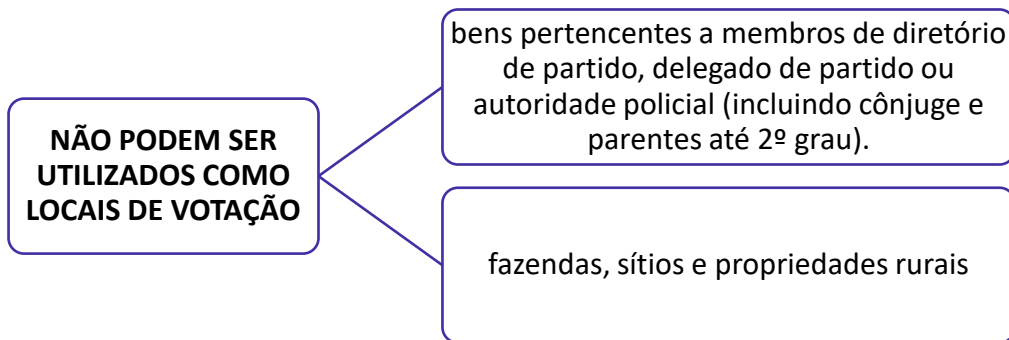 NÃO PODEM SER
UTILIZADOS COMO
LOCAIS DE VOTAÇÃO
bens pertencentes a membros de diretório
de partido, delegado de partido ou
autoridade policial (incluindo cônjuge e
parentes até 2º grau).
fazendas, sítios e propriedades rurais